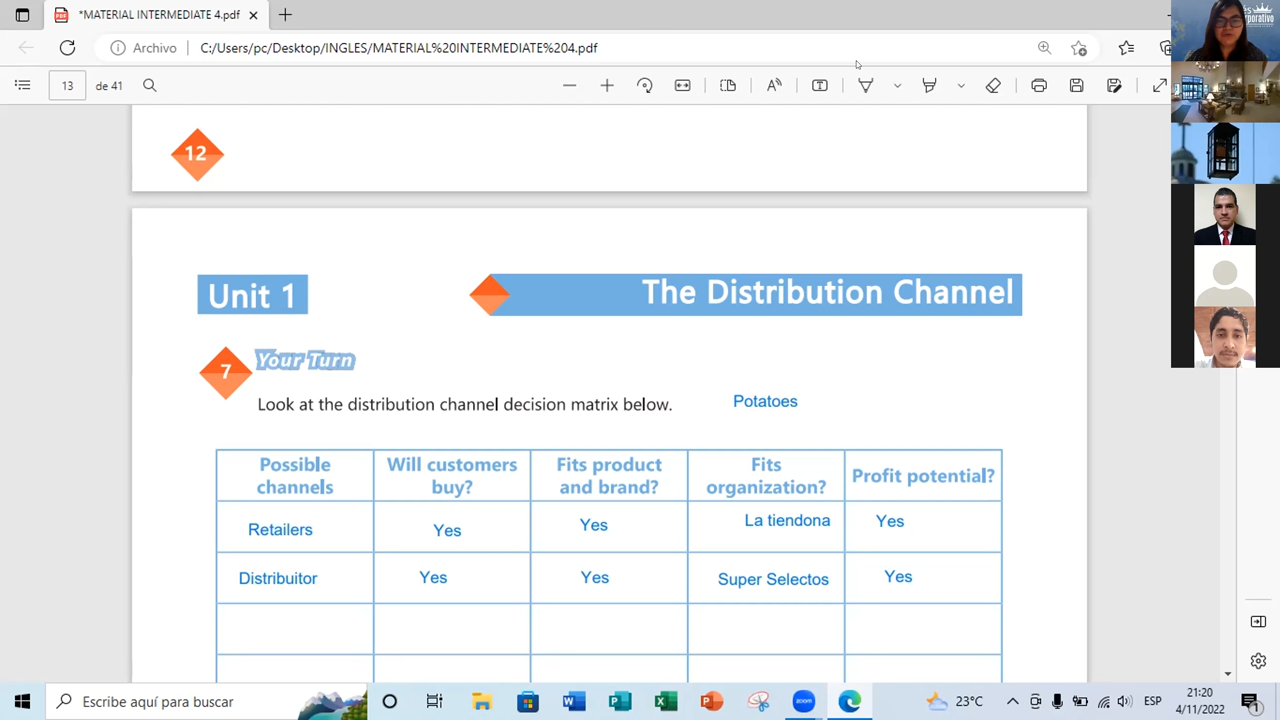 *MATERIAL INTERMEDIATE 4.pdf
Archivo
C:/Users/pc/Desktop/INGLES/MATERIAL%20INTERMEDIATE%204.pdf
13 de 41
12
Unit 1
The Distribution Channel
7 Your Turn
Look at the distribution channel decision matrix below.
Potatoes
Possible channels
Will customers buy?
Fits product and brand?
Fits organization?
Profit potential?
Retailers Yes Yes La tiendona Yes
Distribuitor Yes Yes Super Selectos Yes
Escribe aquí para buscar
zoom
23°C
ESP
21:20
4/11/2022
1